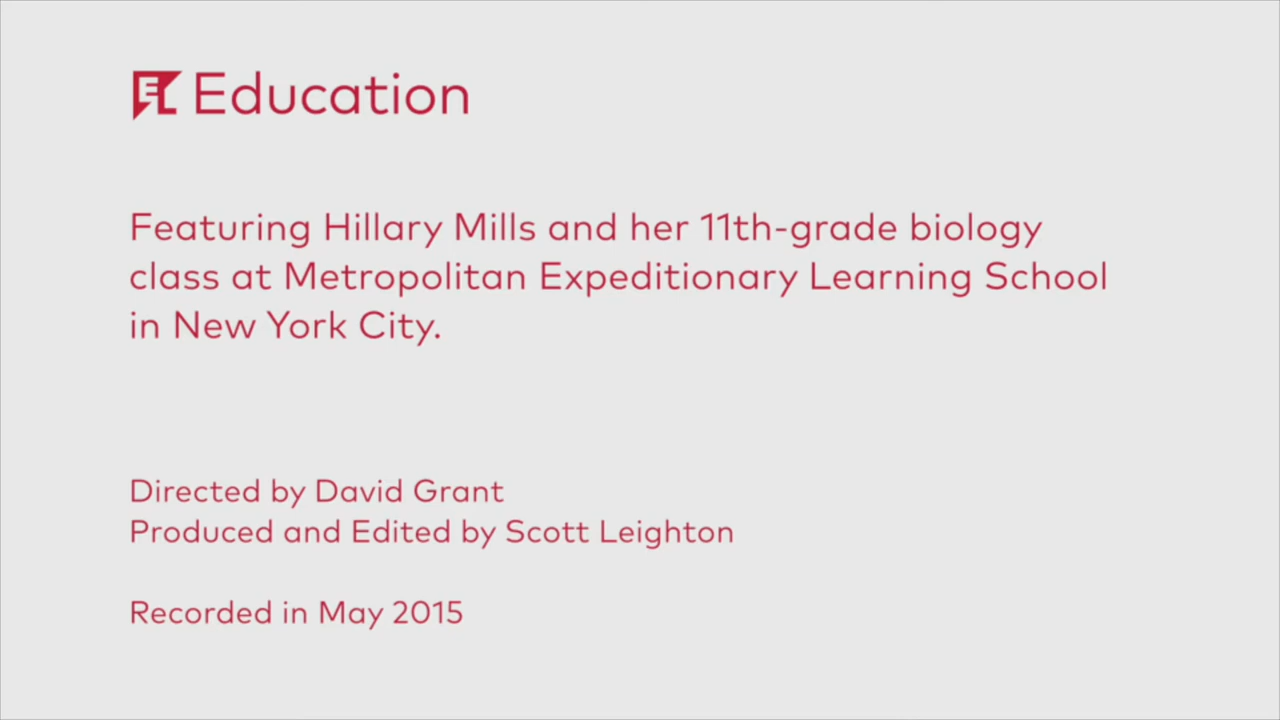 EL Education
Featuring Hillary Mills and her 11th-grade biology
class at Metropolitan Expeditionary Learning School
in New York City.
Directed by David Grant
Produced and Edited by Scott Leighton
Recorded in May 2015